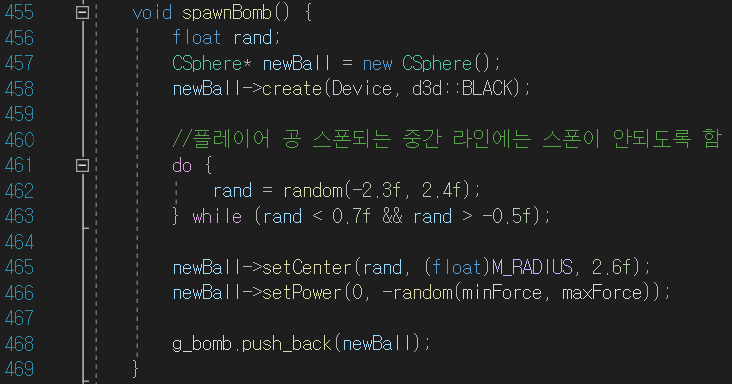 455 void spawnBomb() {
456 float rand;
457 CSphere* newBall = new CSphere();
458 newBall->create(Device, d3d::BLACK);
459
460 //플레이어 공 스폰되는 중간 라인에는 스폰이 안되도록 함
461 do {
462 rand = random(-2.3f, 2.4f);
463 } while (rand < 0.7f && rand > -0.5f);
464
465 newBall->setCenter(rand, (float)M_RADIUS, 2.6f);
466 newBall->setPower(0, -random(minForce, maxForce));
467
468 g_bomb.push_back(newBall);
469 }